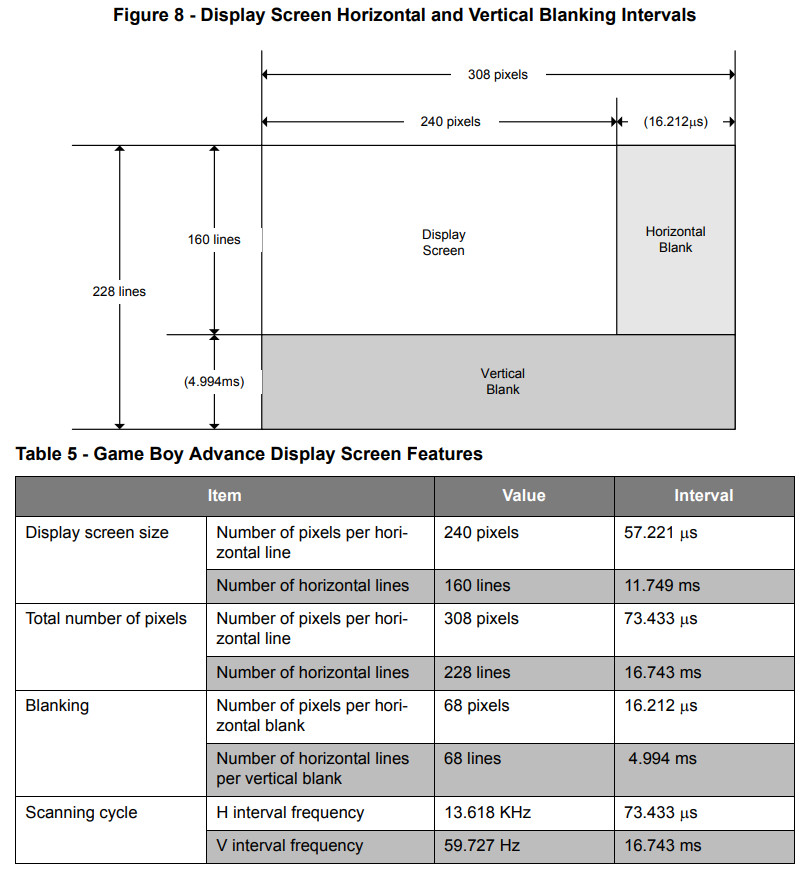 Figure 8 - Display Screen Horizontal and Vertical Blanking Intervals
308 pixels
240 pixels
(16.212μs)
160 lines
Display
Screen
Horizontal
Blank
228 lines
(4.994ms)
Vertical
Blank
Table 5 - Game Boy Advance Display Screen Features
Item Value Interval
Display screen size Number of pixels per hori- 240 pixels 57.221 μs
zontal line
Number of horizontal lines 160 lines 11.749 ms
Total number of pixels Number of pixels per hori- 308 pixels 73.433 μs
zontal line
Number of horizontal lines 228 lines 16.743 ms
Blanking Number of pixels per hori- 68 pixels 16.212 μs
zontal blank
Number of horizontal lines 68 lines 4.994 ms
per vertical blank
Scanning cycle H interval frequency 13.618 KHz 73.433 μs
V interval frequency 59.727 Hz 16.743 ms